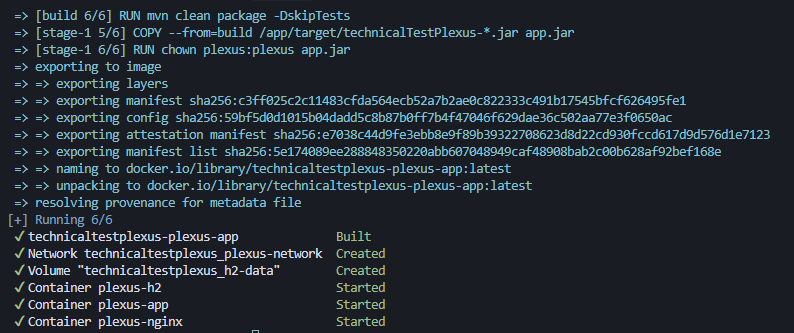 => [build 6/6] RUN mvn clean package -DskipTests
=> [stage-1 5/6] COPY --from=build /app/target/technicalTestPlexus-*.jar app.jar
=> [stage-1 6/6] RUN chown plexus:plexus app.jar
=> exporting to image
=> => exporting layers
=> => exporting manifest sha256:c3ff025c2c11483cfda564ecb52a7b2ae0c822333c491b17545bfcf626495fe1
=> => exporting config sha256:59bf5d0d1015b04dadd5c8b87b0ff7b4f47046f629dae36c502aa77e3f0650ac
=> => exporting attestation manifest sha256:e7038c44d9fe3ebb8e9f89b39322708623d8d22cd930fccd617d9d576d1e7123
=> => exporting manifest list sha256:5e174089ee288848350220abb607048949caf48908bab2c00b628af92bef168e
=> => naming to docker.io/library/technicaltestplexus-plexus-app:latest
=> => unpacking to docker.io/library/technicaltestplexus-plexus-app:latest
=> resolving provenance for metadata file
[+] Running 6/6
✓ technicaltestplexus-plexus-app Built
✓ Network technicaltestplexus_plexus-network Created
✓ Volume "technicaltestplexus_h2-data" Created
✓ Container plexus-h2 Started
✓ Container plexus-app Started
✓ Container plexus-nginx Started